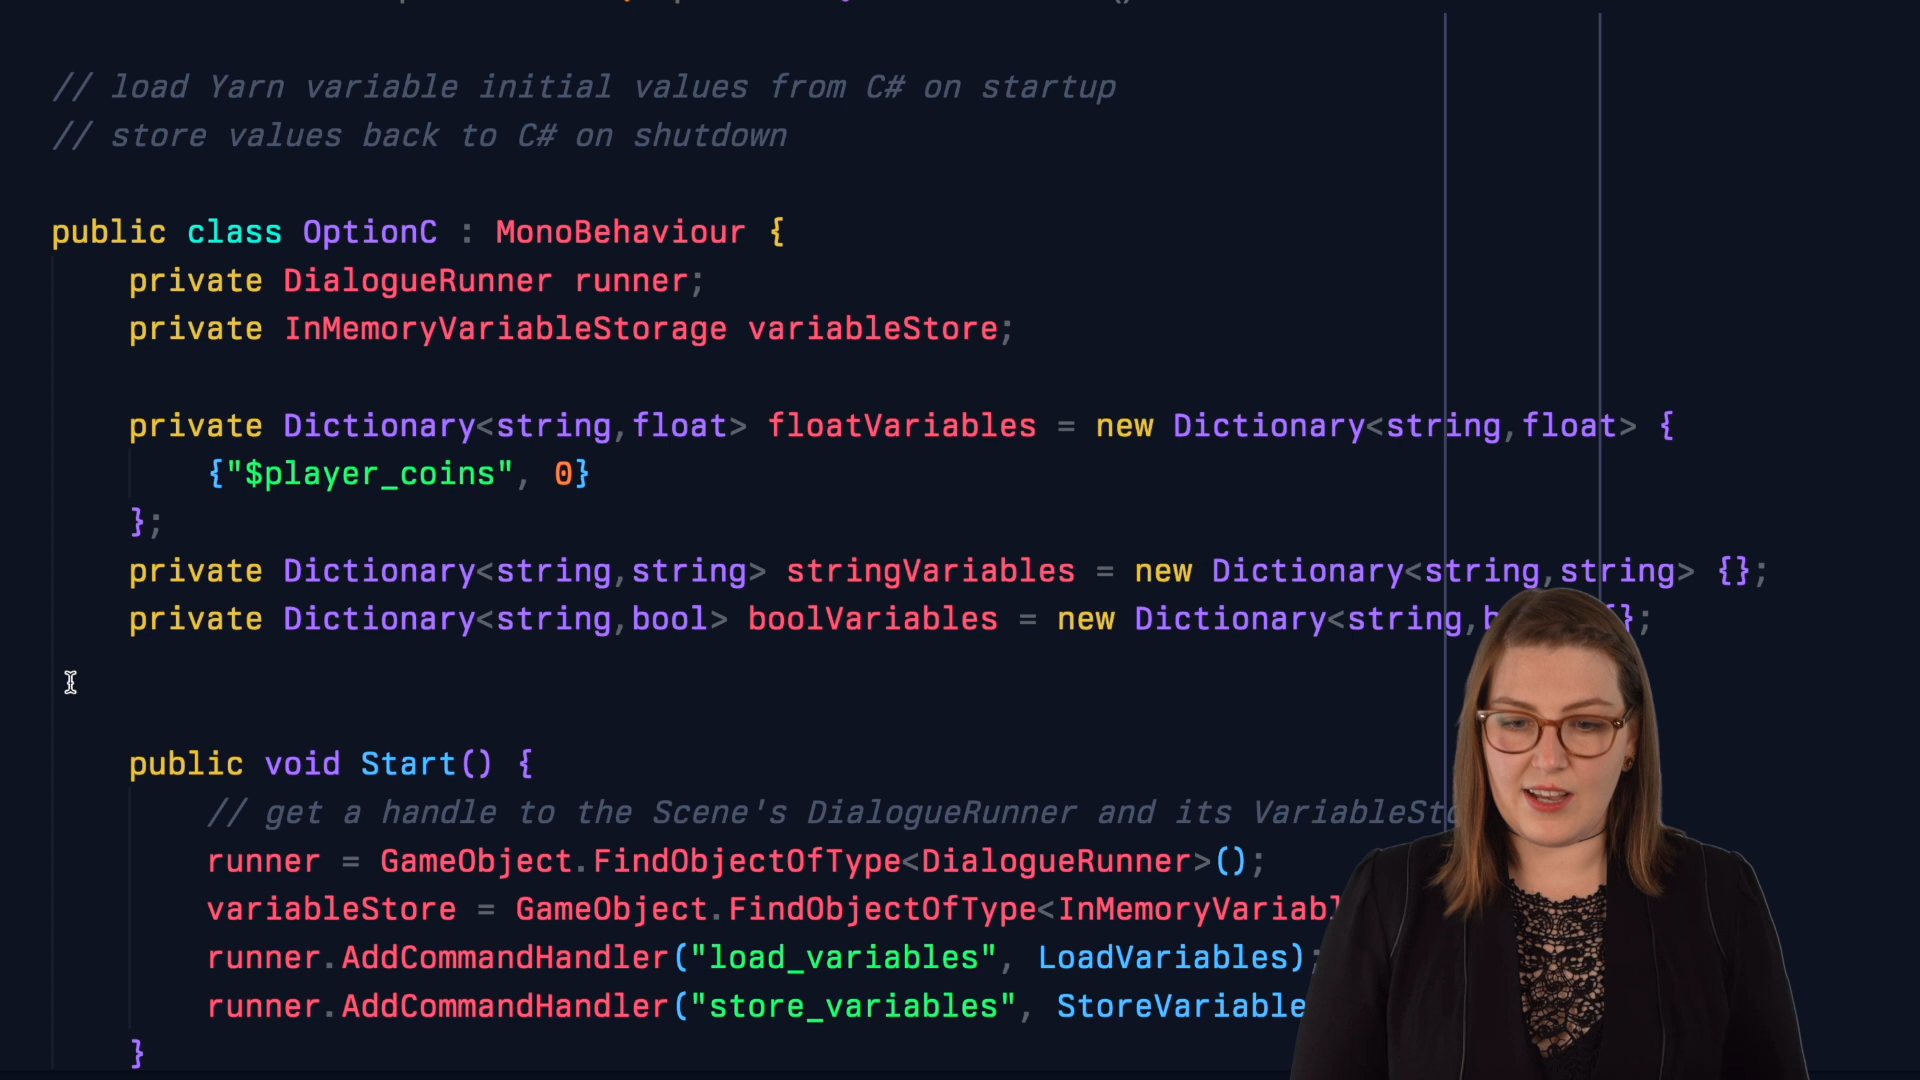 // load Yarn variable initial values from C# on startup
// store values back to C# on shutdown
public class OptionC : MonoBehaviour {
private DialogueRunner runner;
private InMemoryVariableStorage variableStore;
private Dictionary<string,float> floatVariables = new Dictionary<string,float> {
{"$player_coins", 0}
};
private Dictionary<string,string> stringVariables = new Dictionary<string,string> {};
private Dictionary<string,bool> boolVariables = new Dictionary<string,b {};
public void Start() {
// get a handle to the Scene's DialogueRunner and its VariableSto
runner = GameObject.FindObjectOfType<DialogueRunner>();
variableStore = GameObject.FindObjectOfType<InMemoryVariabl
runner.AddCommandHandler("load_variables", LoadVariables);
runner.AddCommandHandler("store_variables", StoreVariable
}